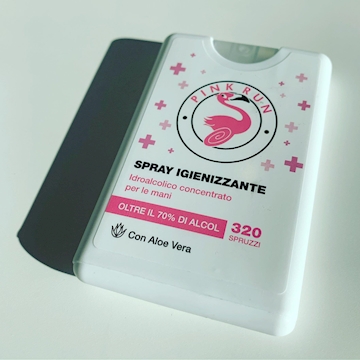 PINK RUN
SPRAY IGIENIZZANTE
Idroalcolico concentrato
per le mani
OLTRE IL 70% DI ALCOL
320
SPRUZZI
Con Aloe Vera